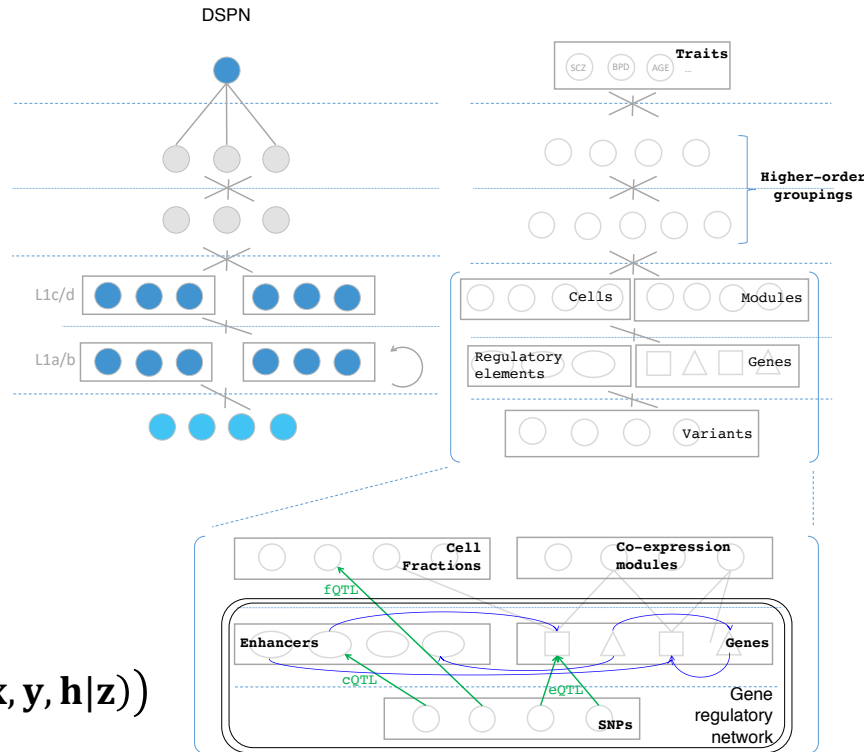 DSPN
Traits
SCZ BPD AGE ...
Higher-order
groupings
L1c/d
Cells
Modules
L1a/b
Regulatory
elements
Genes
Variants
Cell
Fractions
Co-expression
modules
fQTL
Enhancers
Genes
cQTL
eQTL
SNPs
Gene
regulatory
network
x, y, h|z))